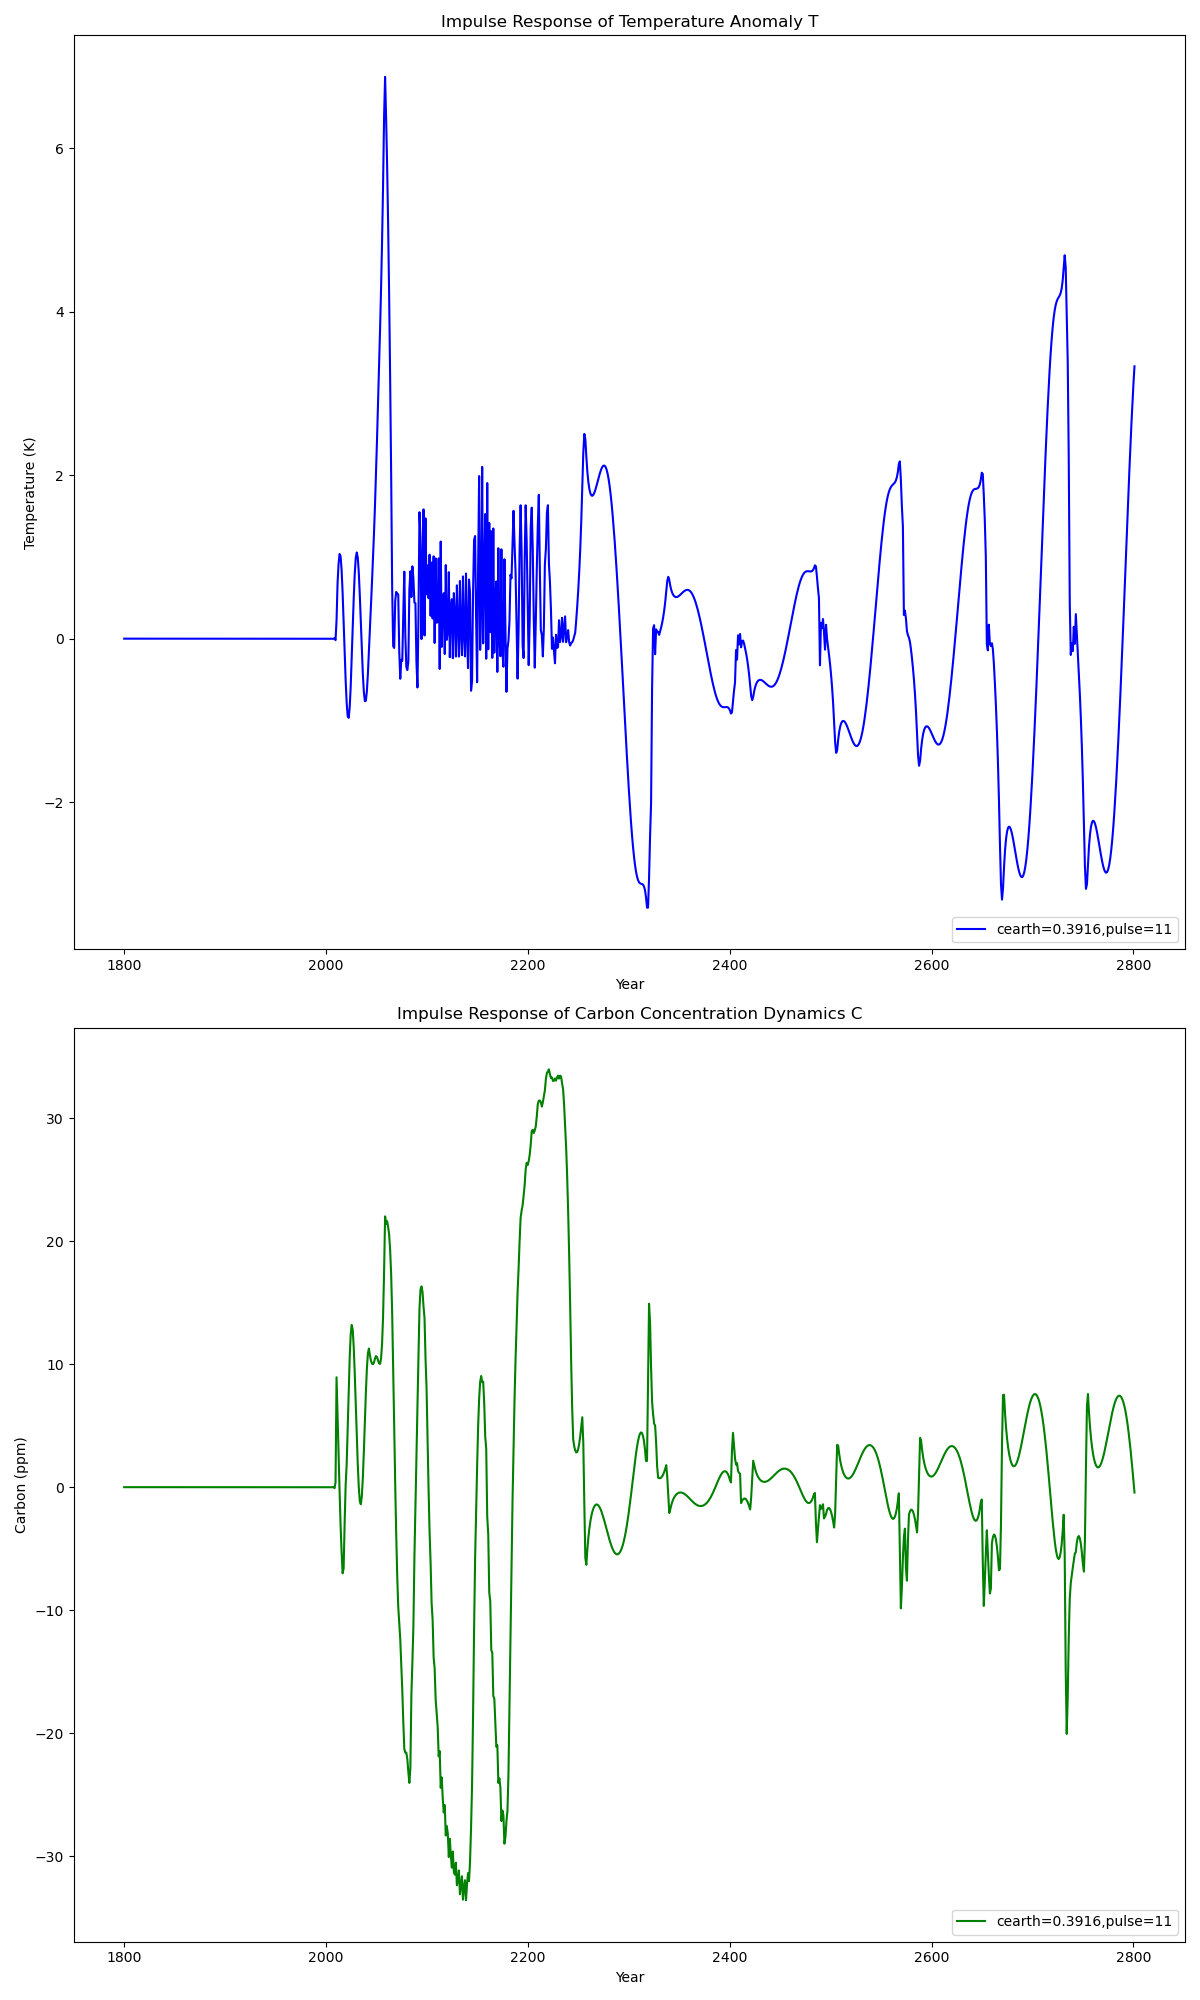 Impulse Response of Temperature Anomaly T
Temperature (K)
6
4
2
0
−2
cearth=0.3916,pulse=11
1800 2000 2200 2400 2600 2800
Year
Impulse Response of Carbon Concentration Dynamics C
Carbon (ppm)
30
20
10
0
−10
−20
−30
cearth=0.3916,pulse=11
1800 2000 2200 2400 2600 2800
Year